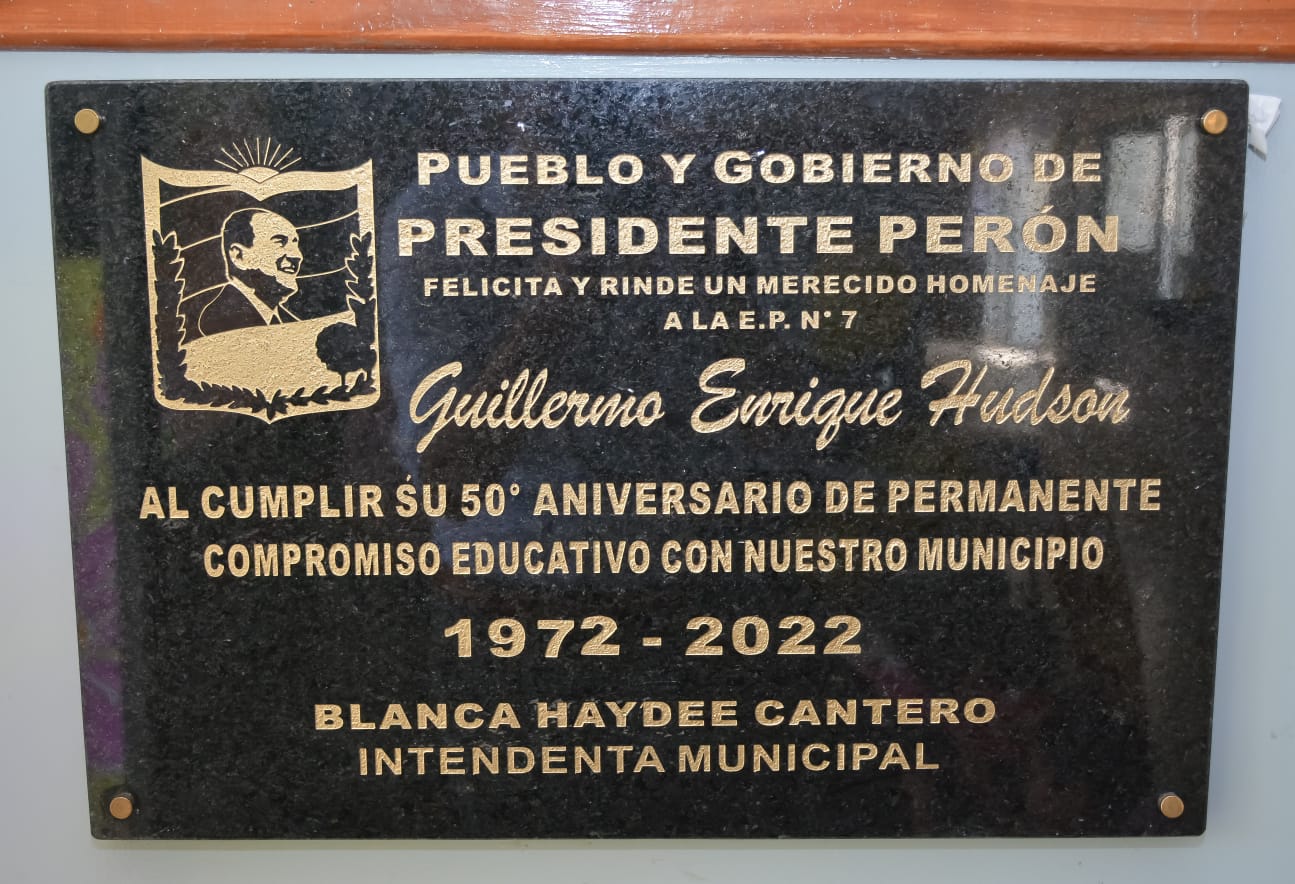 PUEBLO Y GOBIERNO DE
PRESIDENTE PERÓN
FELICITA Y RINDE UN MERECIDO HOMENAJE
A LA E.P. N° 7
Guillermo Enrique Hudson
AL CUMPLIR SU 50° ANIVERSARIO DE PERMANENTE
COMPROMISO EDUCATIVO CON NUESTRO MUNICIPIO
1972 - 2022
BLANCA HAYDEE CANTERO
INTENDENTA MUNICIPAL